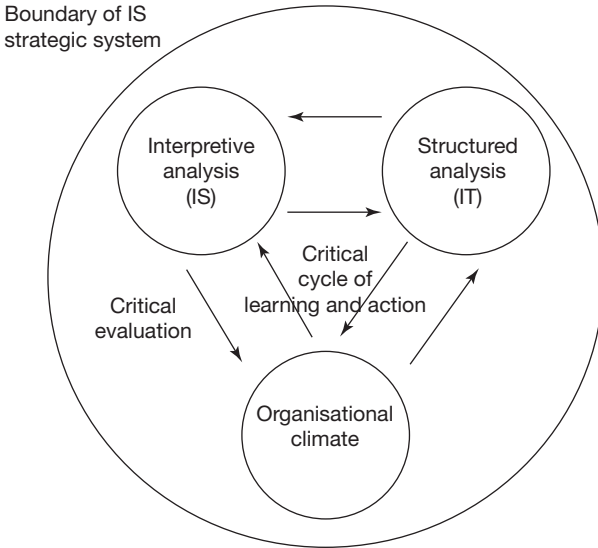 Boundary of IS
strategic system
Interpretive
analysis
(IS)
Structured
analysis
(IT)
Critical
cycle of
learning and action
Critical
evaluation
Organisational
climate